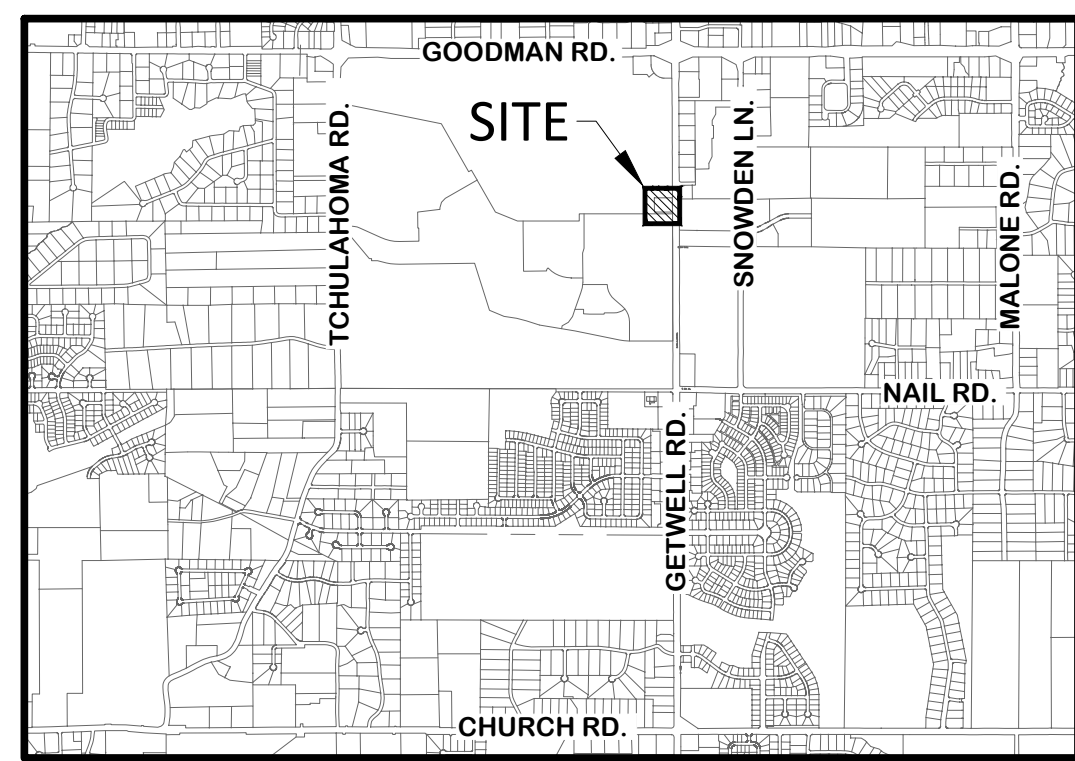 GOODMAN RD.
SITE
TCHULAHOMA RD.
SNOWDEN LN.
MALONE RD.
NAIL RD.
GETWELL RD.
CHURCH RD.